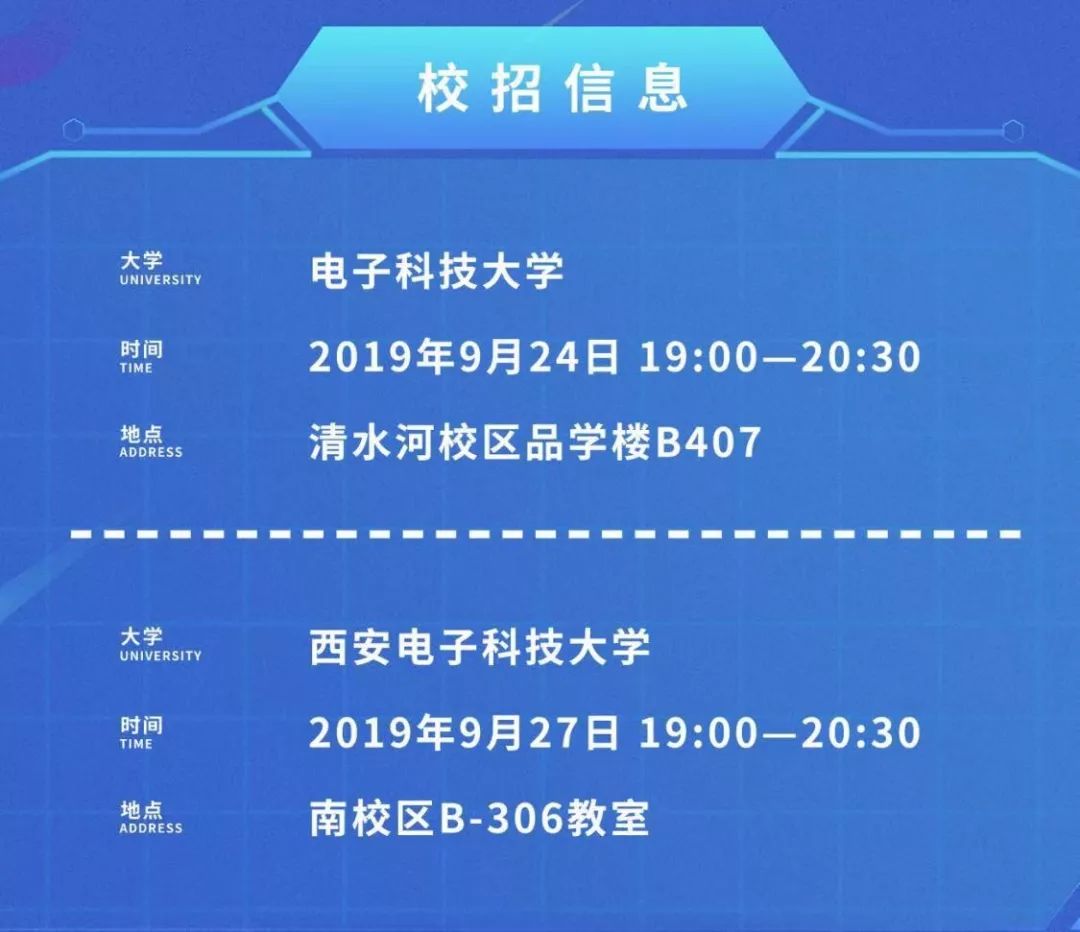 校招信息
大学
UNIVERSITY
电子科技大学
时间
TIME
2019年9月24日 19:00—20:30
地点
ADDRESS
清水河校区品学楼B407
大学
UNIVERSITY
西安电子科技大学
时间
TIME
2019年9月27日 19:00—20:30
地点
ADDRESS
南校区B-306教室